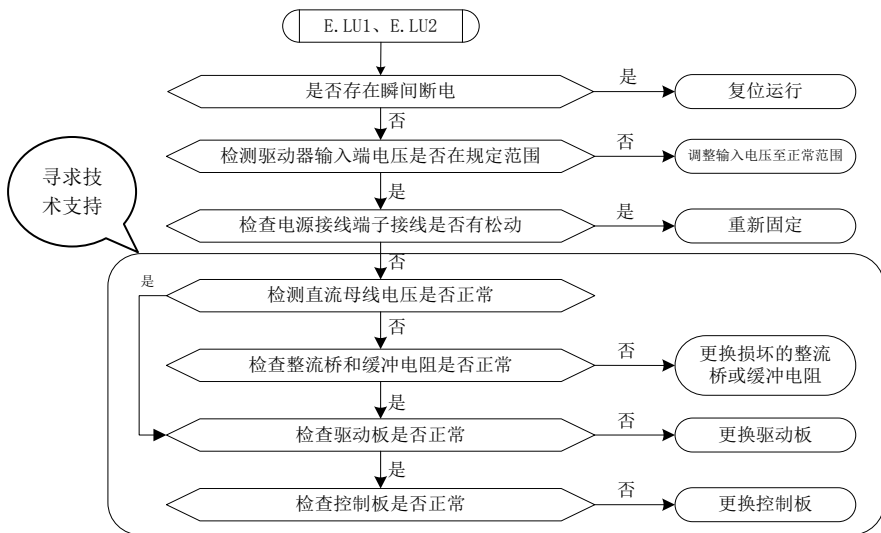 E.LU1、E.LU2
是否存在瞬间断电
是
复位运行
否
检测驱动器输入端电压是否在规定范围
否
调整输入电压至正常范围
寻求技
术支持
是
检查电源接线端子接线是否有松动
是
重新固定
否
是
检测直流母线电压是否正常
否
检查整流桥和缓冲电阻是否正常
否
更换损坏的整流
桥或缓冲电阻
是
检查驱动板是否正常
否
更换驱动板
是
检查控制板是否正常
否
更换控制板